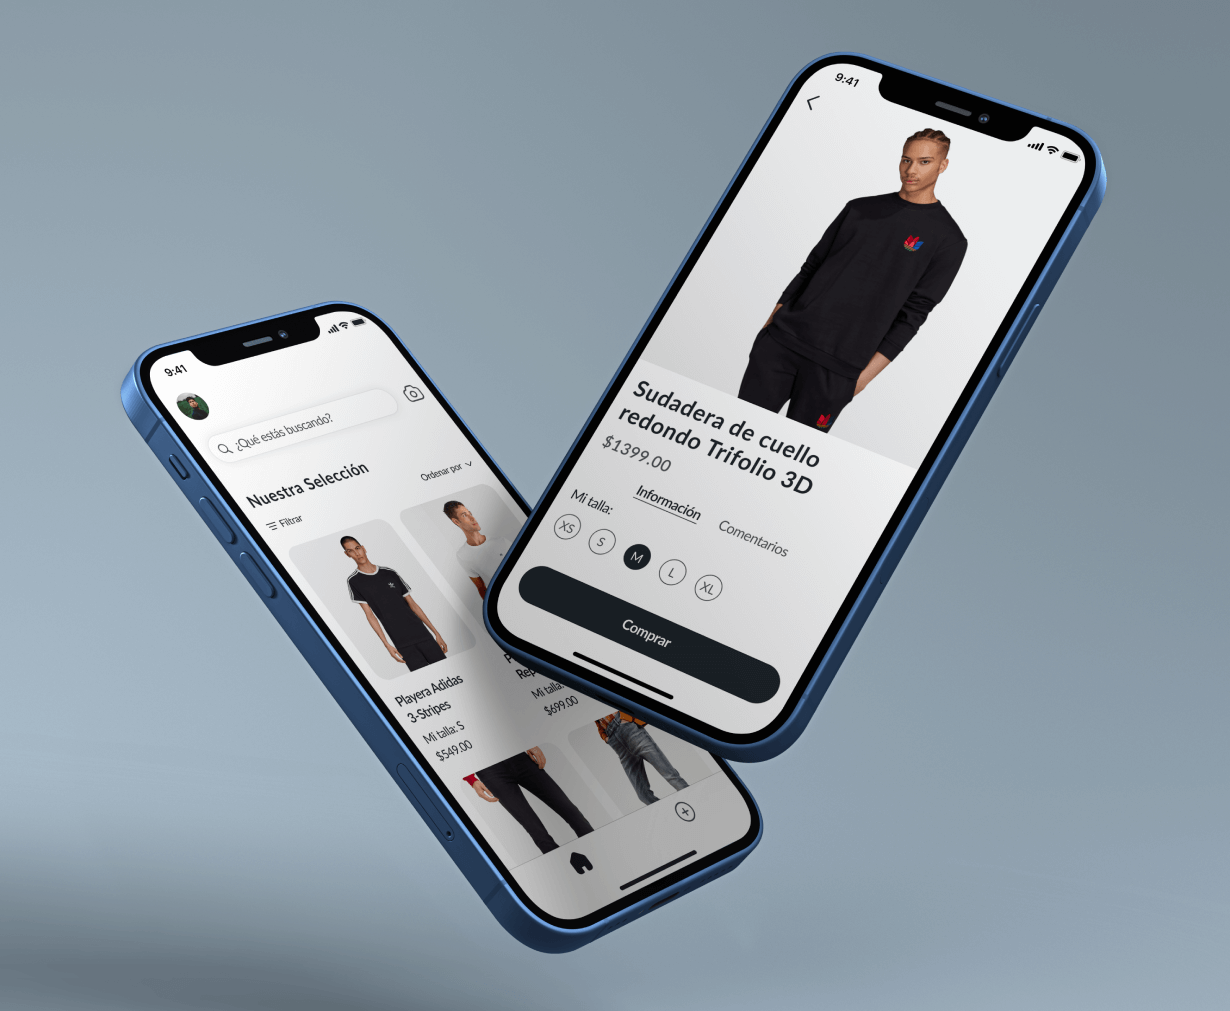 9:41
¿Qué estás buscando?
Nuestra Selección
Ordenar por
Filtrar
Playera Adidas
3-Stripes
Mi talla: S
$549.00
Mi talla:
$699.00
9:41
Sudadera de cuello
redondo Trifolio 3D
$1399.00
Información
Comentarios
Mi talla:
XS
S
M
L
XL
Comprar